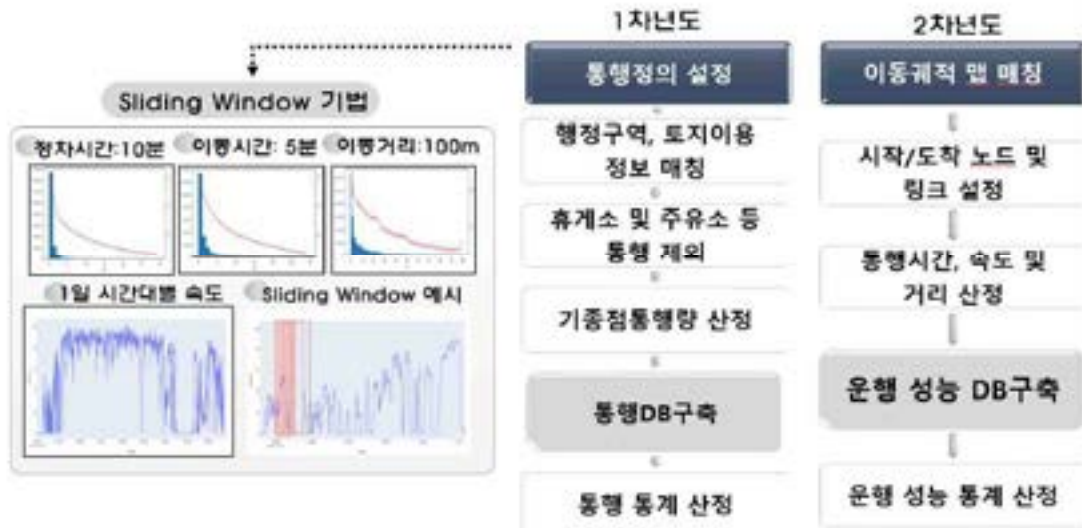 1차년도
2차년도
통행정의 설정
이동궤적 맵 매칭
Sliding Window 기법
정차시간:10분
이동시간: 5분
이동거리:100m
1일 시간대별 속도
Sliding Window 예시
행정구역, 토지이용
정보 매칭
휴게소 및 주유소 등
통행 제외
기종점통행량 산정
통행DB구축
통행 통계 산정
시작/도착 노드 및
링크 설정
통행시간, 속도 및
거리 산정
운행 성능 DB구축
운행 성능 통계 산정